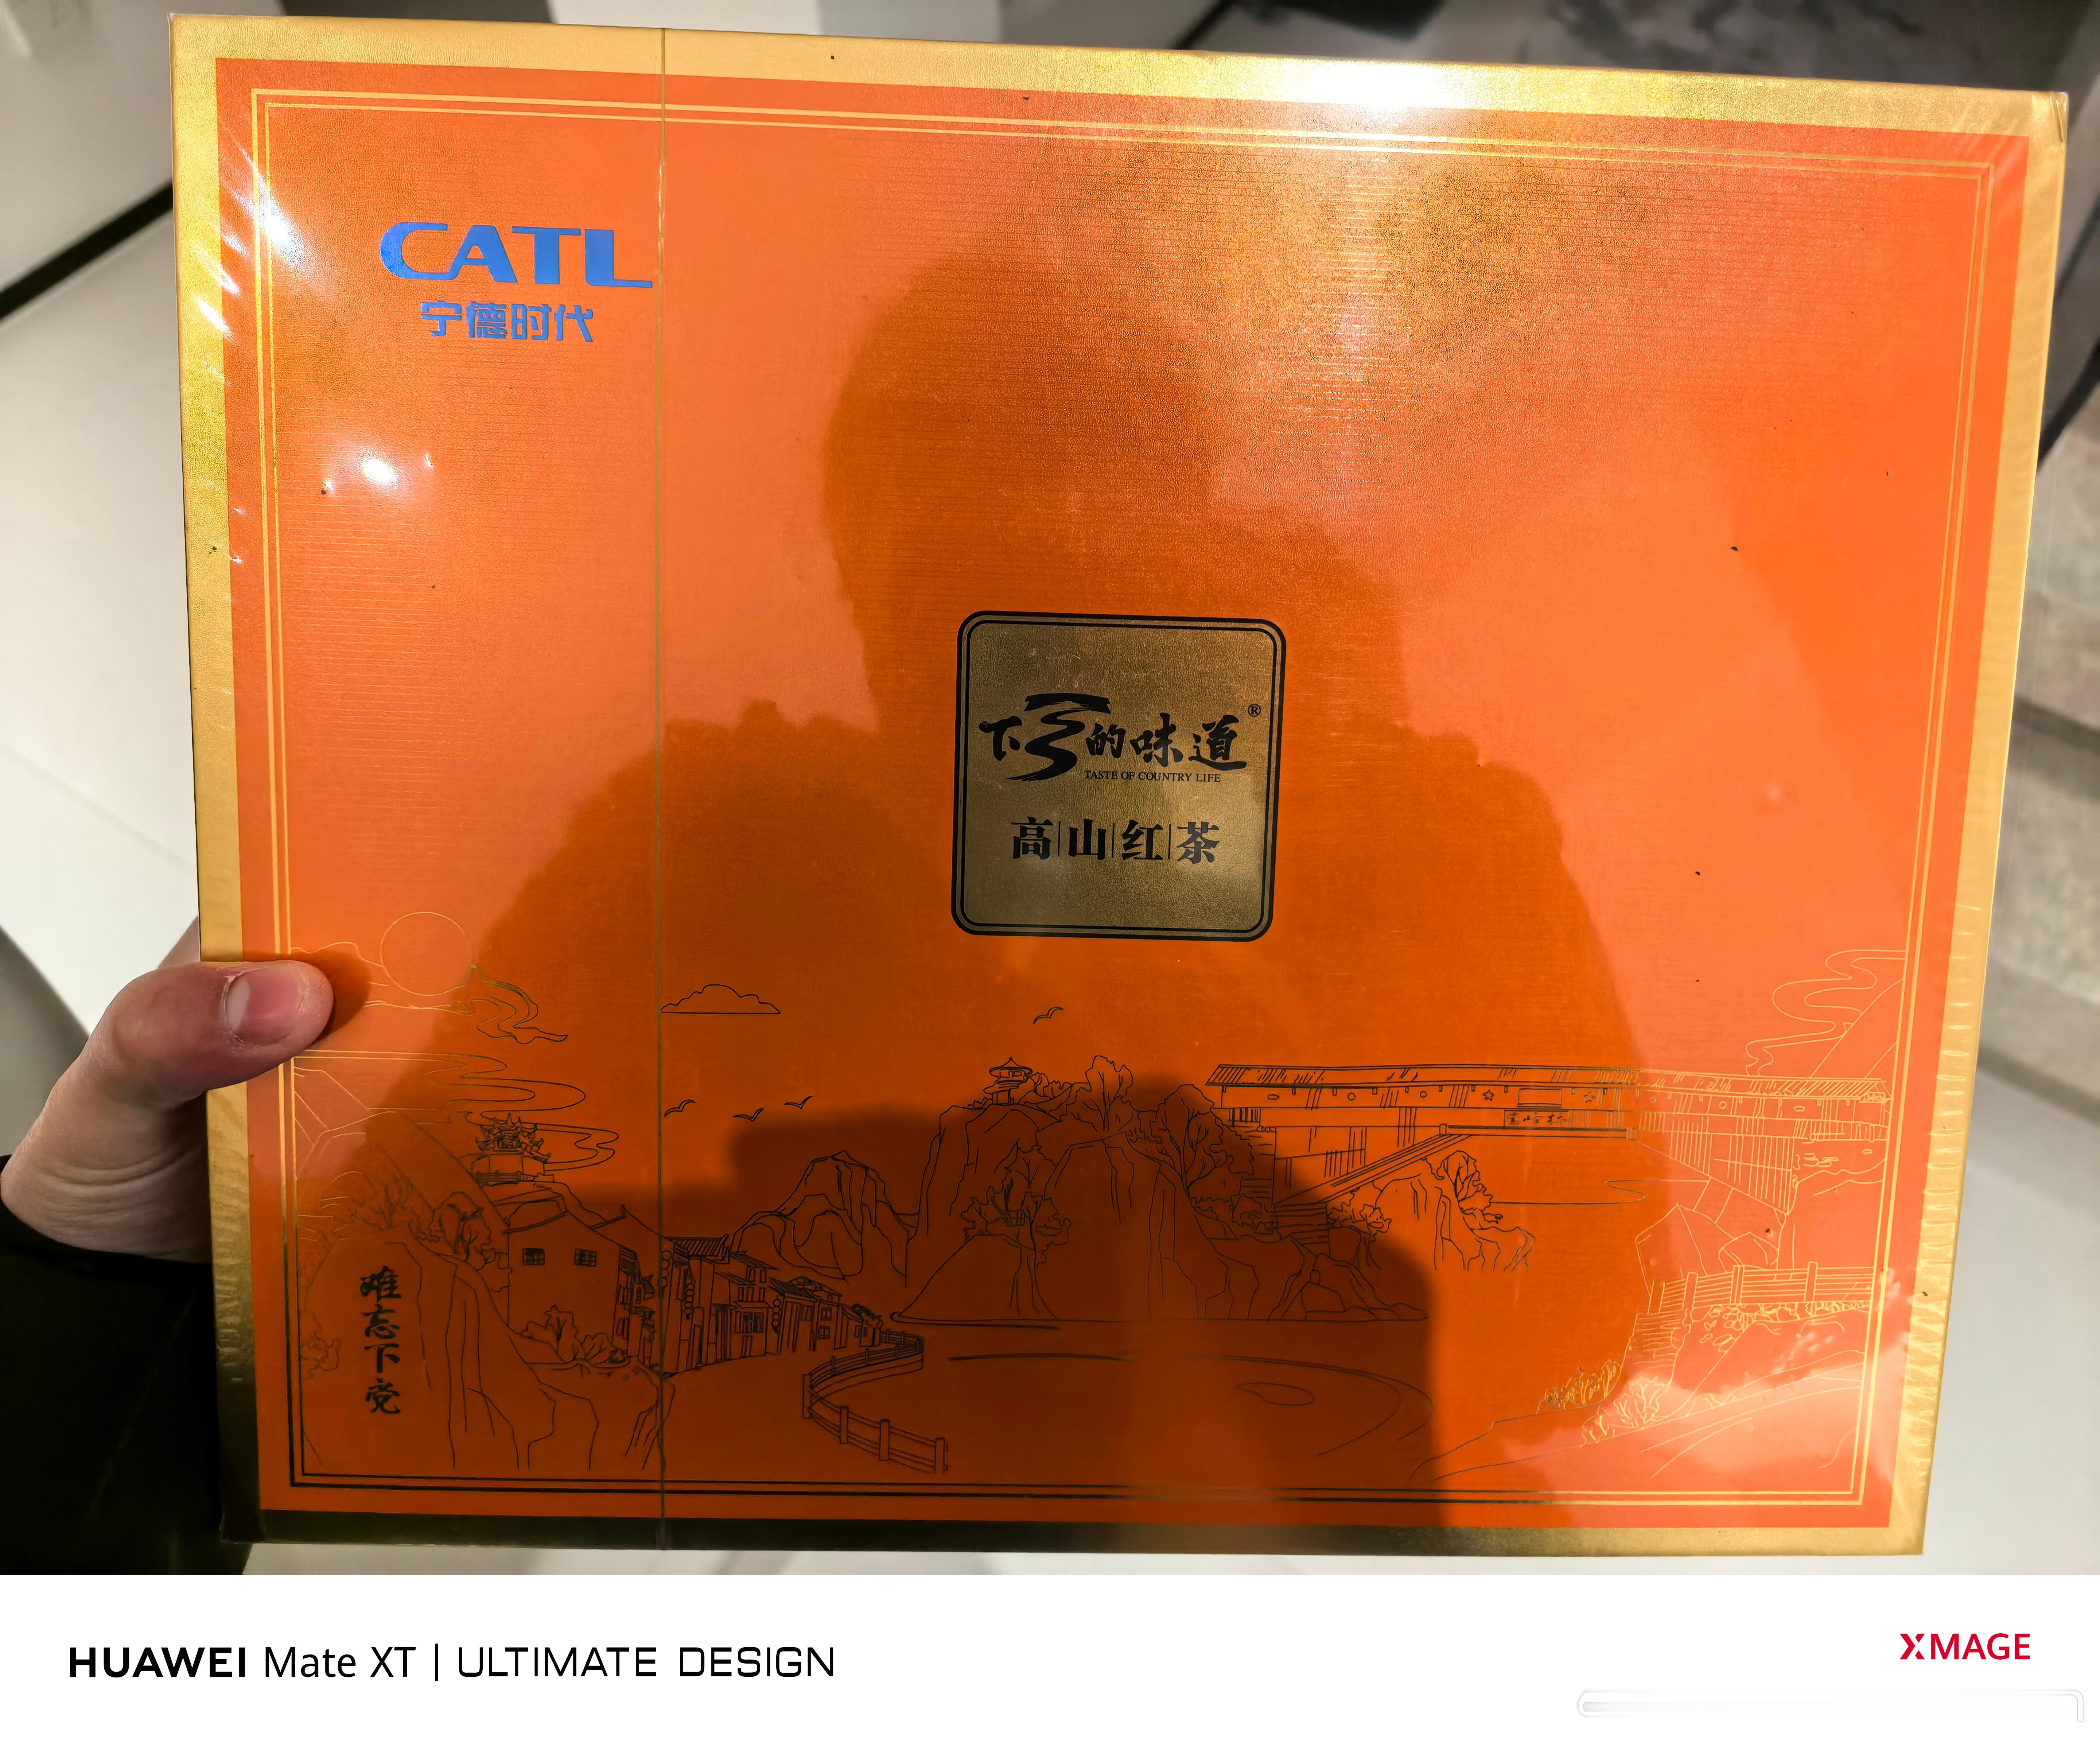 CATL
宁德时代
下乡的味道®
TASTE OF COUNTRY LIFE
高|山|红|茶
难忘下党
HUAWEI Mate XT | ULTIMATE DESIGN
XMAGE